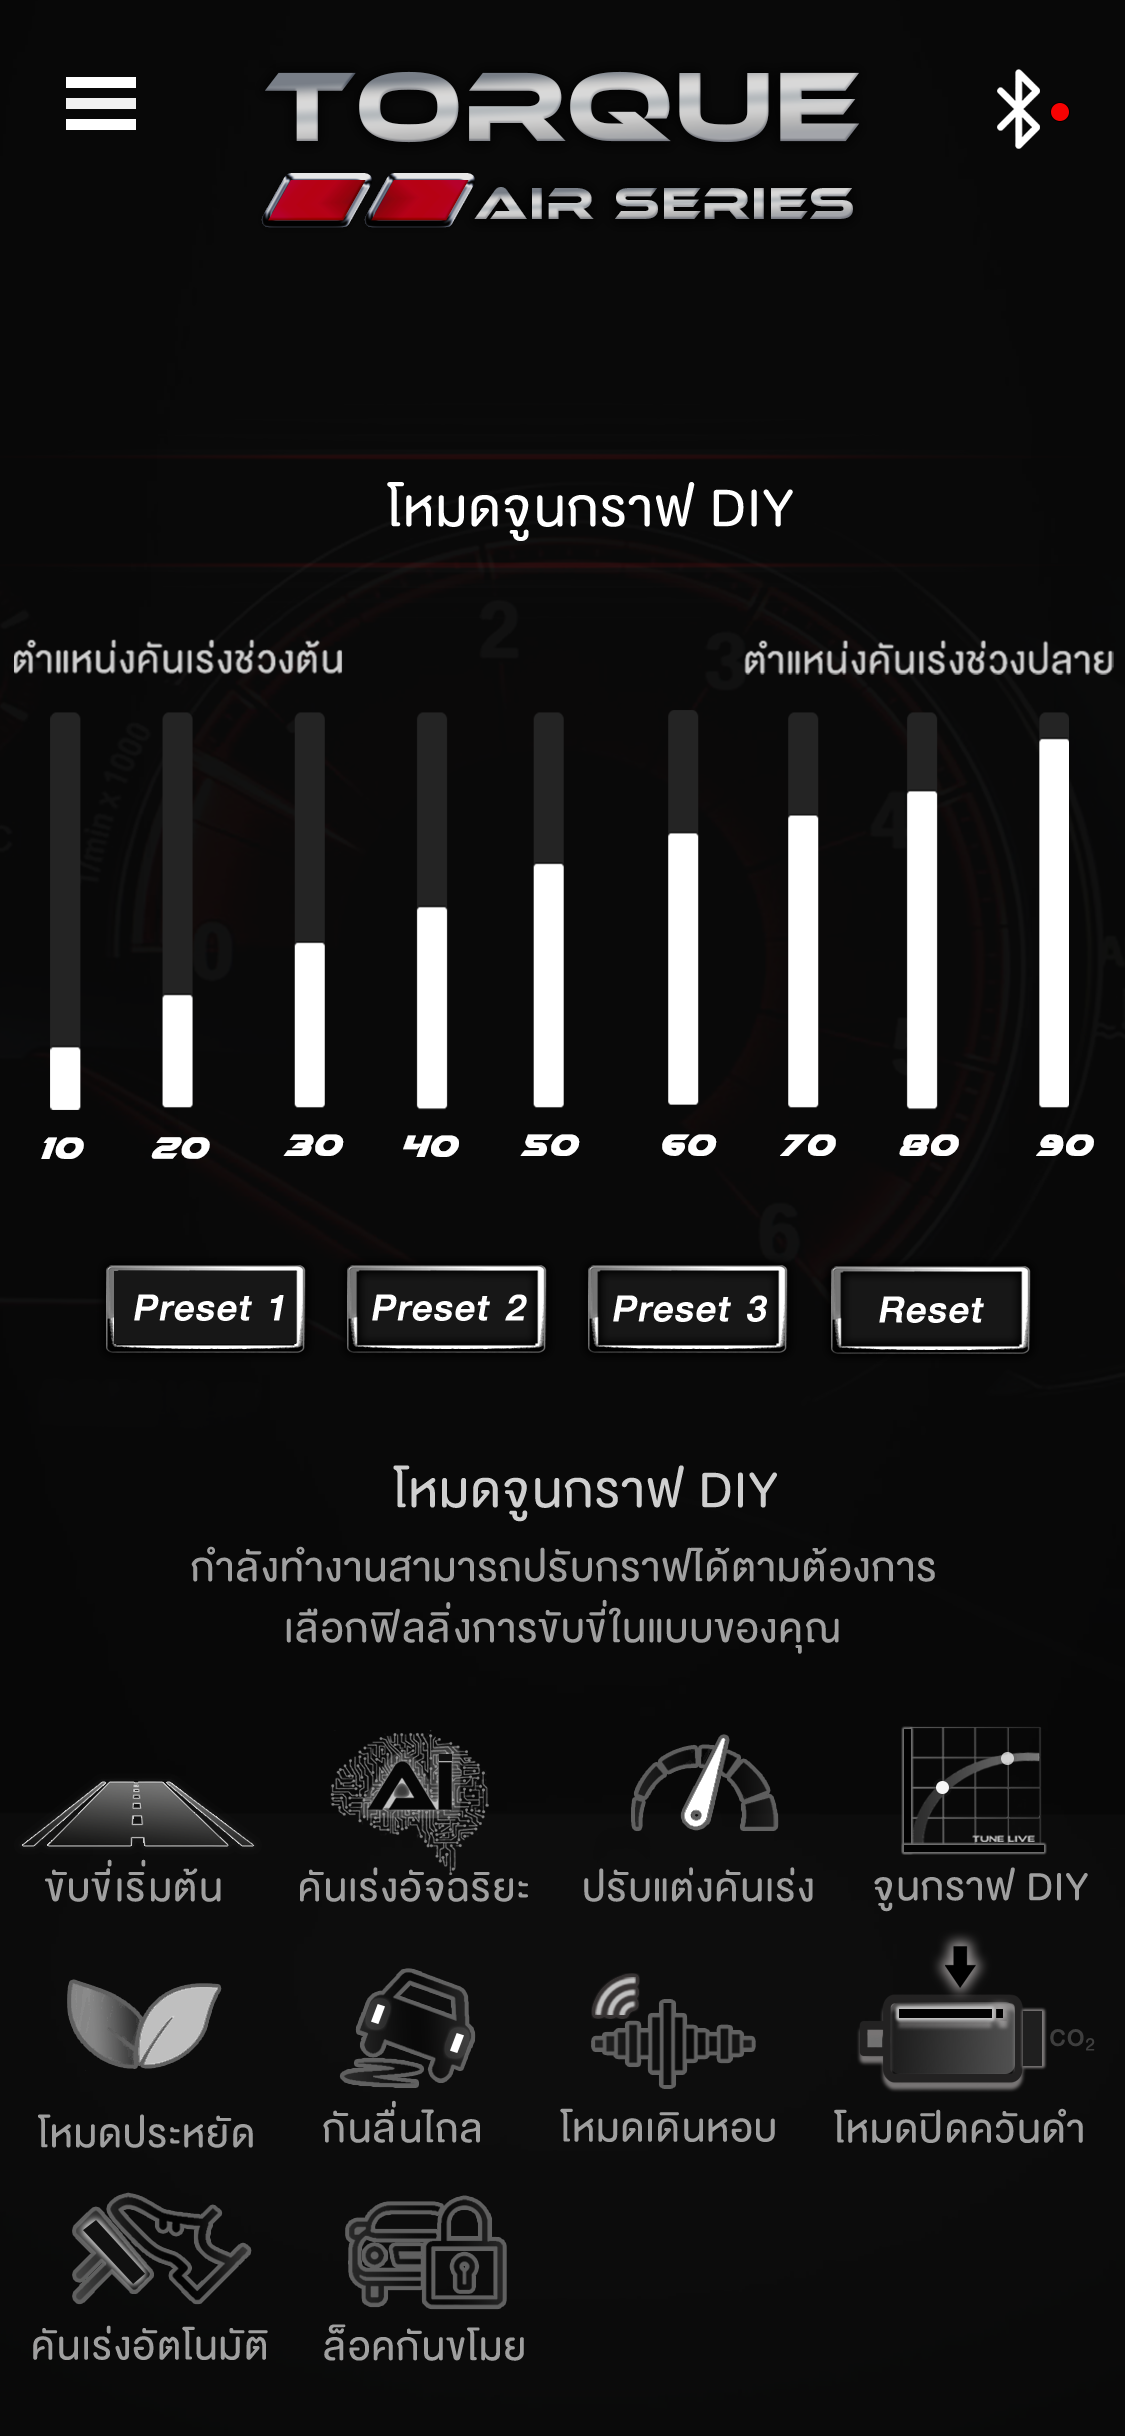 TORQUE
AIR SERIES
โหมดจูนกราฟ DIY
ตำแหน่งคันเร่งช่วงต้น ตำแหน่งคันเร่งช่วงปลาย
2 3
1/min x 1000
4
0
5
10 20 30 40 50 60 70 80 90
6
Preset 1 Preset 2 Preset 3 Reset
โหมดจูนกราฟ DIY
กำลังทำงานสามารถปรับกราฟได้ตามต้องการ
เลือกฟิลลิ่งการขับขี่ในแบบของคุณ
AI
TUNE LIVE
ขับขี่เริ่มต้น คันเร่งอัจฉริยะ ปรับแต่งคันเร่ง จูนกราฟ DIY
CO₂
โหมดประหยัด กันลื่นไถล โหมดเดินหอบ โหมดปิดควันดำ
คันเร่งอัตโนมัติ ล็อคกันขโมย